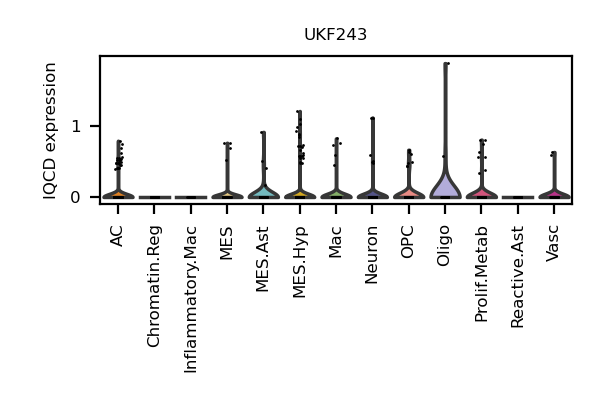 UKF243
IQCD expression
1
0
AC
Chromatin.Reg
Inflammatory.Mac
MES
MES.Ast
MES.Hyp
Mac
Neuron
OPC
Oligo
Prolif.Metab
Reactive.Ast
Vasc